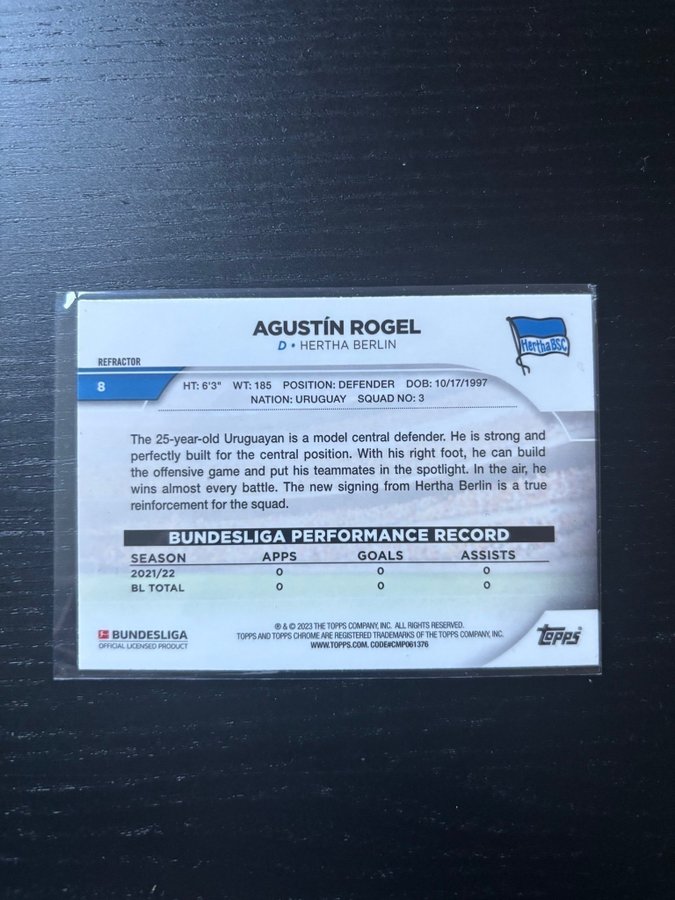 AGUSTÍN ROGEL
D • HERTHA BERLIN
Hertha BSC
REFRACTOR
8
HT: 6'3" WT: 185 POSITION: DEFENDER DOB: 10/17/1997
NATION: URUGUAY SQUAD NO: 3
The 25-year-old Uruguayan is a model central defender. He is strong and
perfectly built for the central position. With his right foot, he can build
the offensive game and put his teammates in the spotlight. In the air, he
wins almost every battle. The new signing from Hertha Berlin is a true
reinforcement for the squad.
BUNDESLIGA PERFORMANCE RECORD
SEASON APPS GOALS ASSISTS
2021/22 0 0 0
BL TOTAL 0 0 0
BUNDESLIGA
OFFICIAL LICENSED PRODUCT
® & © 2023 THE TOPPS COMPANY, INC. ALL RIGHTS RESERVED.
TOPPS AND TOPPS CHROME ARE REGISTERED TRADEMARKS OF THE TOPPS COMPANY, INC.
WWW.TOPPS.COM. CODE#CMP061376
topps